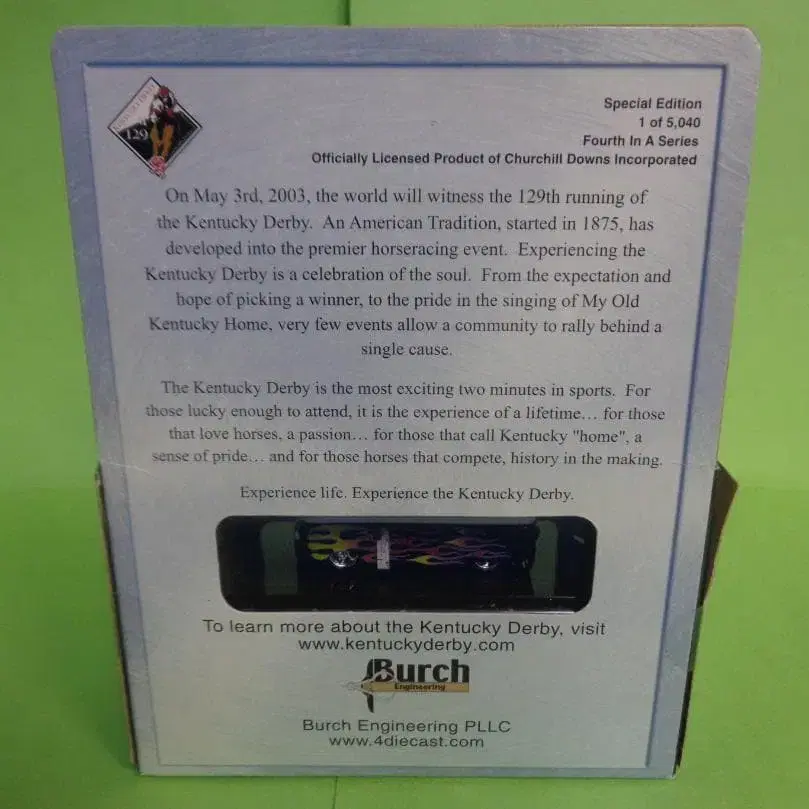 129
Special Edition
1 of 5,040
Fourth In A Series
Officially Licensed Product of Churchill Downs Incorporated
On May 3rd, 2003, the world will witness the 129th running of
the Kentucky Derby. An American Tradition, started in 1875, has
developed into the premier horseracing event. Experiencing the
Kentucky Derby is a celebration of the soul. From the expectation and
hope of picking a winner, to the pride in the singing of My Old
Kentucky Home, very few events allow a community to rally behind a
single cause.
The Kentucky Derby is the most exciting two minutes in sports. For
those lucky enough to attend, it is the experience of a lifetime… for those
that love horses, a passion… for those that call Kentucky "home", a
sense of pride… and for those horses that compete, history in the making.
Experience life. Experience the Kentucky Derby.
To learn more about the Kentucky Derby, visit
www.kentuckyderby.com
Burch
Engineering
Burch Engineering PLLC
www.4diecast.com